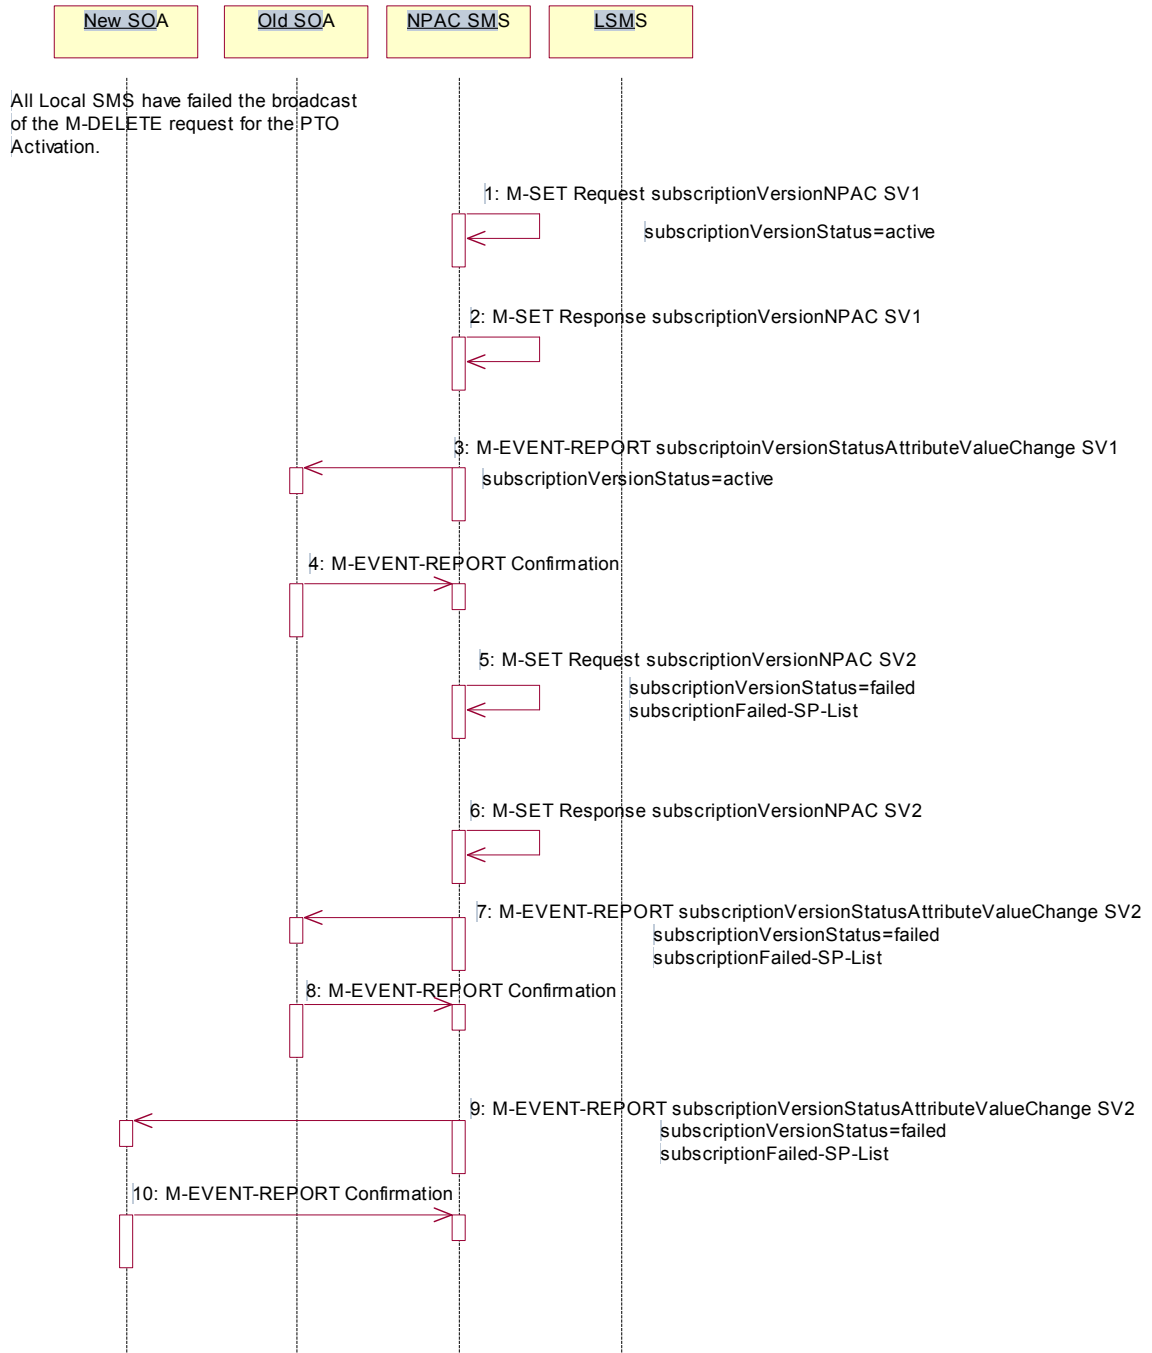 New SOA
Old SOA
NPAC SMS
LSMS
All Local SMS have failed the broadcast
of the M-DELETE request for the PTO
Activation.
1: M-SET Request subscriptionVersionNPAC SV1
subscriptionVersionStatus=active
2: M-SET Response subscriptionVersionNPAC SV1
3: M-EVENT-REPORT subscriptoinVersionStatusAttributeValueChange SV1
subscriptionVersionStatus=active
4: M-EVENT-REPORT Confirmation
5: M-SET Request subscriptionVersionNPAC SV2
subscriptionVersionStatus=failed
subscriptionFailed-SP-List
6: M-SET Response subscriptionVersionNPAC SV2
7: M-EVENT-REPORT subscriptionVersionStatusAttributeValueChange SV2
subscriptionVersionStatus=failed
subscriptionFailed-SP-List
8: M-EVENT-REPORT Confirmation
9: M-EVENT-REPORT subscriptionVersionStatusAttributeValueChange SV2
subscriptionVersionStatus=failed
subscriptionFailed-SP-List
10: M-EVENT-REPORT Confirmation